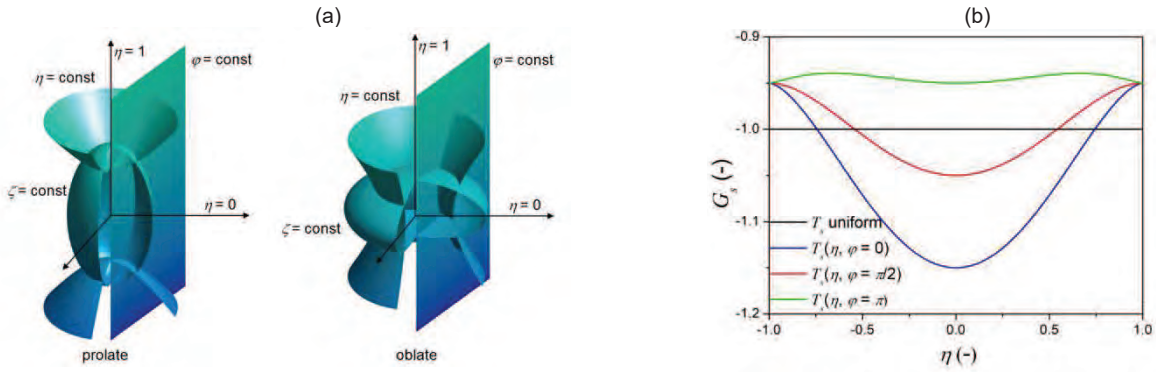 (a)
η = 1
φ = const
η = const
ζ = const
η = 0
prolate
η = 1
φ = const
η = const
η = 0
ζ = const
oblate
(b)
-0.9
-1.0
-1.1
-1.2
G_s (-)
T_s uniform
T_s(η, φ = 0)
T_s(η, φ = π/2)
T_s(η, φ = π)
-1.0 -0.5 0.0 0.5 1.0
η (-)